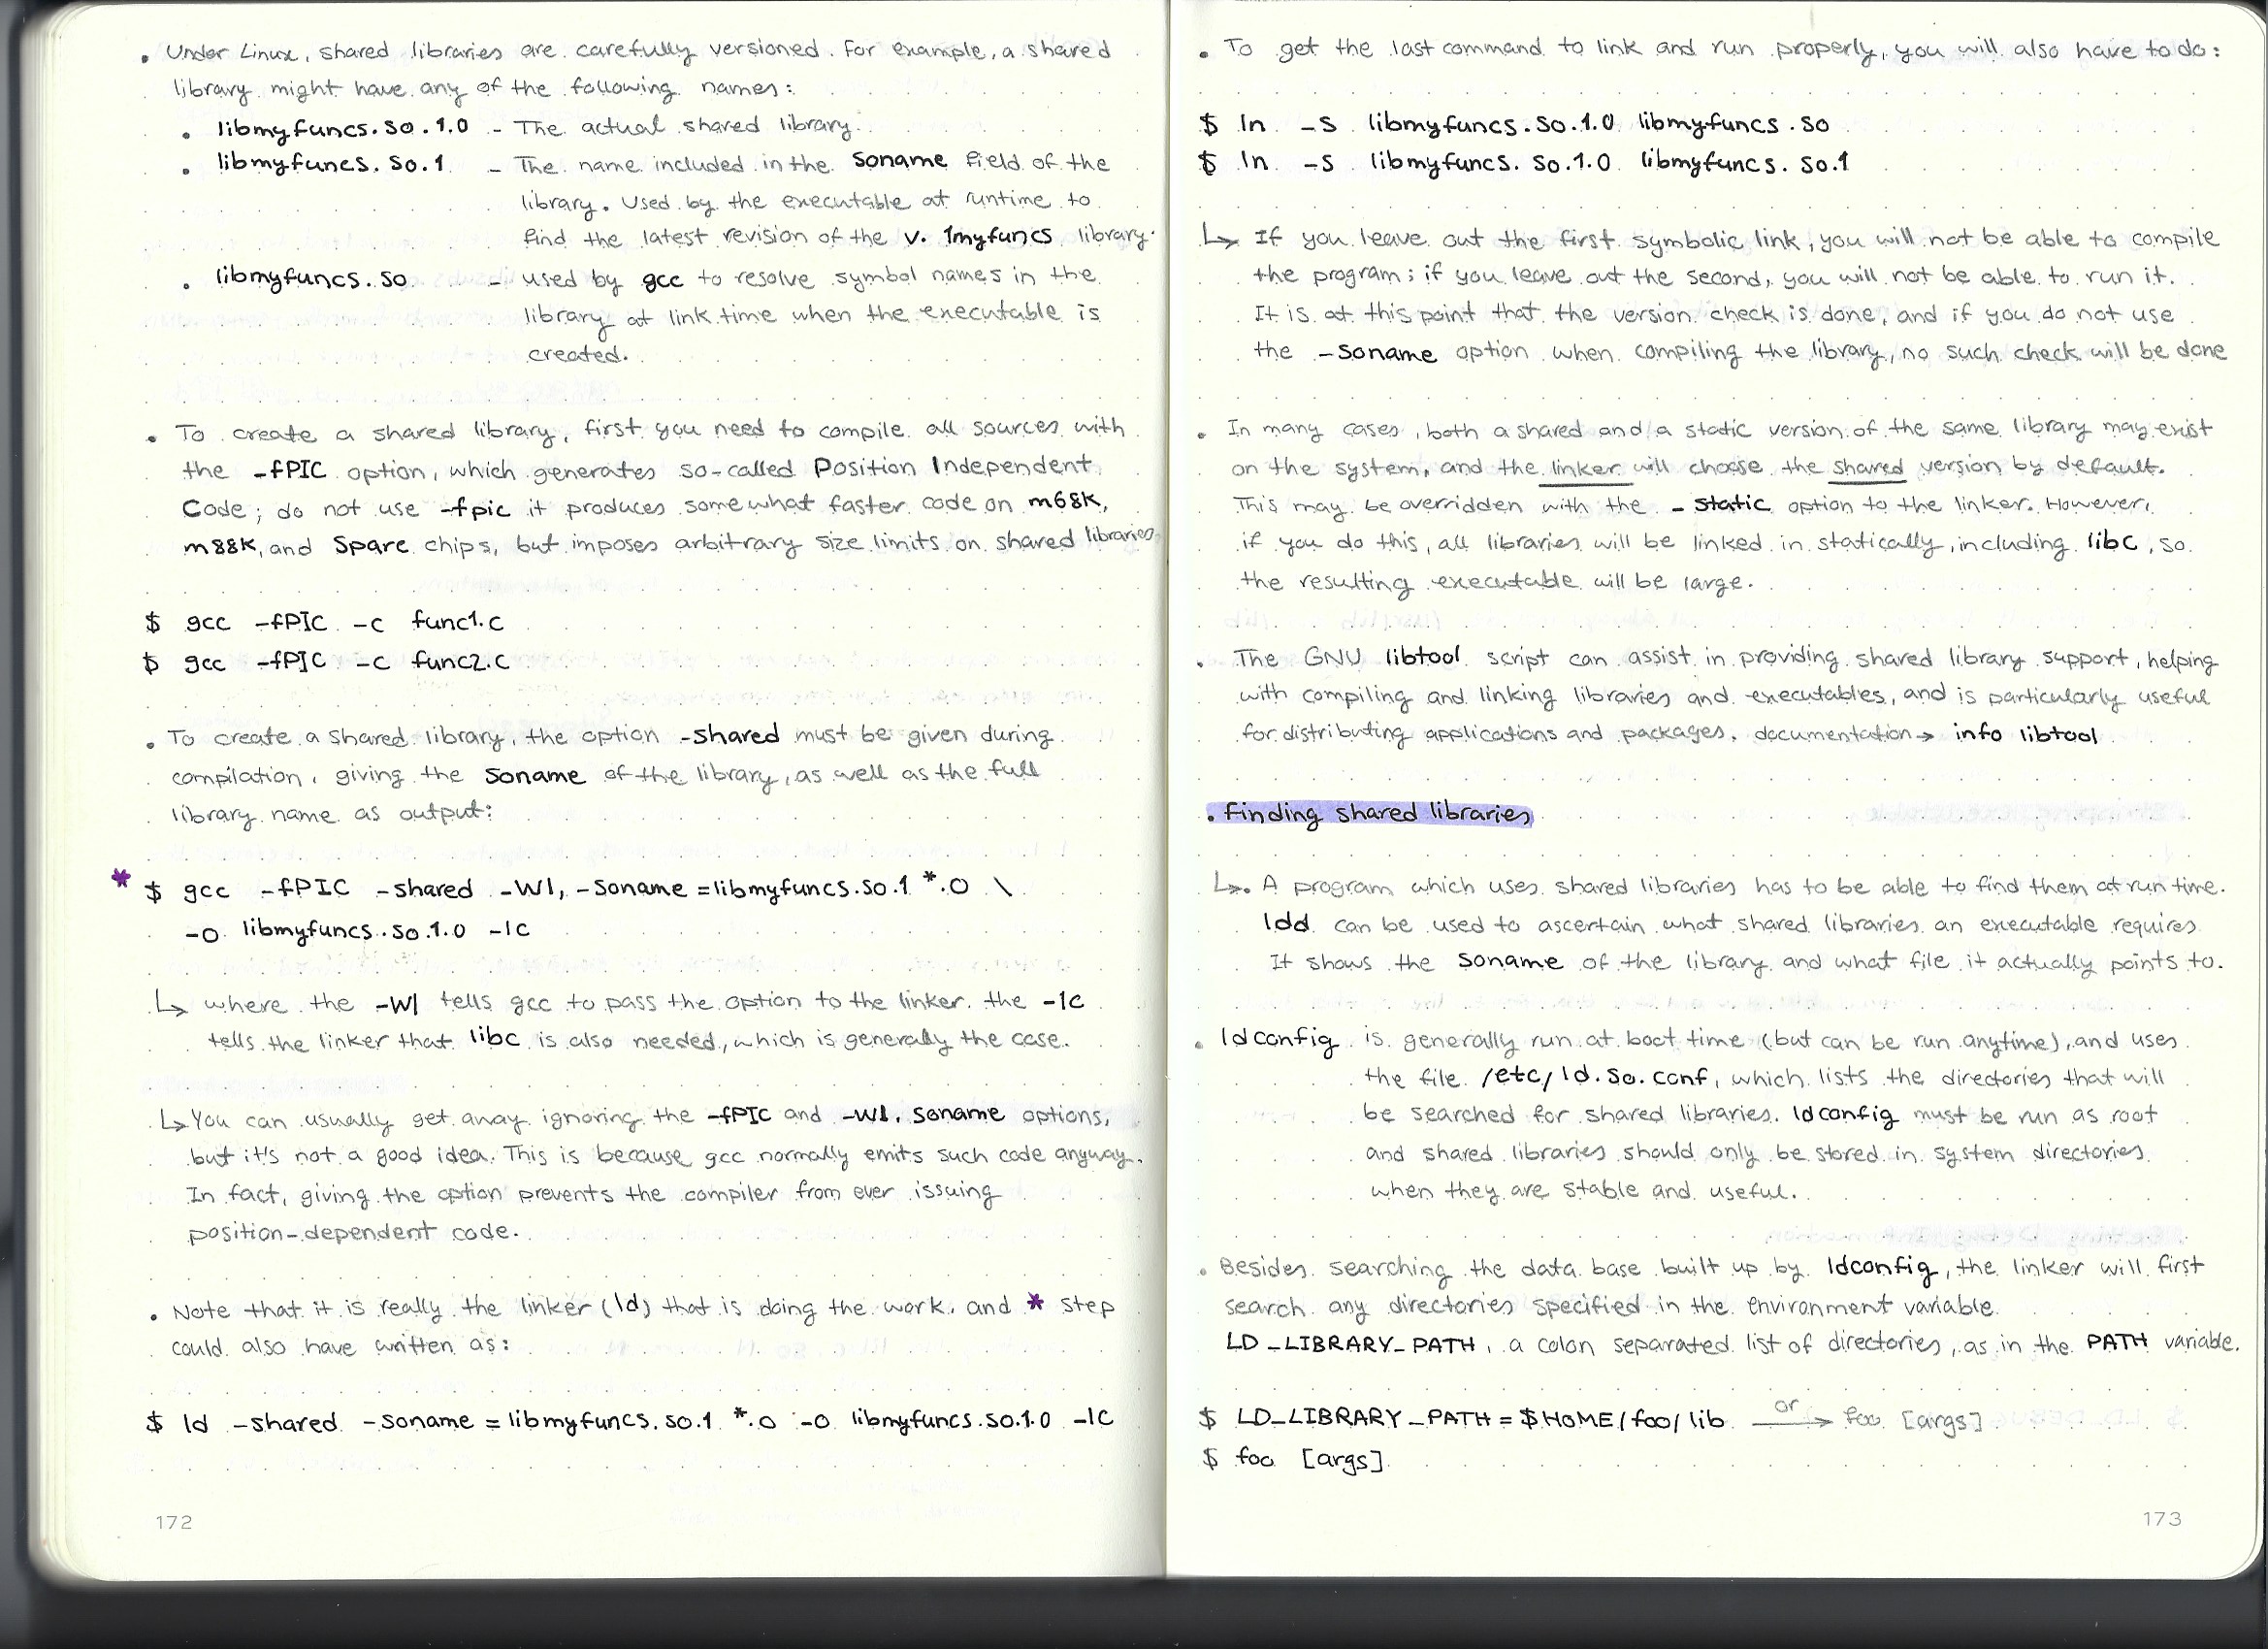 • Under Linux, shared libraries are carefully versioned. For example, a shared
library might have any of the following names:
• libmyfuncs.so.1.0 - The actual shared library.
• libmyfuncs.so.1 - The name included in the soname field of the
library. Used by the executable at runtime to
find the latest revision of the v. 1myfuncs library.
• libmyfuncs.so - used by gcc to resolve symbol names in the
library at link time when the executable is
created.
• To create a shared library, first you need to compile all sources with
the -fPIC option, which generates so-called Position Independent
Code; do not use -fpic it produces somewhat faster code on m68k,
m88k, and Sparc chips, but imposes arbitrary size limits on shared libraries
$ gcc -fPIC -c func1.c
$ gcc -fPIC -c func2.c
• To create a shared library, the option -shared must be given during
compilation, giving the soname of the library, as well as the full
library name as output:
* $ gcc -fPIC -shared -Wl, -soname=libmyfuncs.so.1 *.o \
-o libmyfuncs.so.1.0 -lc
↳ where the -Wl tells gcc to pass the option to the linker. the -lc
tells the linker that libc is also needed, which is generally the case.
↳ You can usually get away ignoring the -fPIC and -Wl, soname options,
but it's not a good idea. This is because gcc normally emits such code anyway.
In fact, giving the option prevents the compiler from ever issuing
position-dependent code.
• Note that it is really the linker (ld) that is doing the work, and * step
could also have written as:
$ ld -shared -soname=libmyfuncs.so.1 *.o -o libmyfuncs.so.1.0 -lc
172
• To get the last command to link and run properly, you will also have to do:
$ ln -s libmyfuncs.so.1.0 libmyfuncs.so
$ ln -s libmyfuncs.so.1.0 libmyfuncs.so.1
↳ If you leave out the first symbolic link, you will not be able to compile
the program; if you leave out the second, you will not be able to run it.
It is at this point that the version check is done, and if you do not use
the -soname option when compiling the library, no such check will be done
• In many cases, both a shared and a static version of the same library may exist
on the system, and the linker will choose the shared version by default.
This may be overridden with the -static option to the linker. However,
if you do this, all libraries will be linked in statically, including libc, so
the resulting executable will be large.
• The GNU libtool script can assist in providing shared library support, helping
with compiling and linking libraries and executables, and is particularly useful
for distributing applications and packages. documentation → info libtool
• Finding shared libraries
↳. A program which uses shared libraries has to be able to find them at run time.
ldd can be used to ascertain what shared libraries an executable requires
It shows the soname of the library and what file it actually points to.
• ldconfig is generally run at boot time (but can be run anytime), and uses
the file /etc/ld.so.conf, which lists the directories that will
be searched for shared libraries. ldconfig must be run as root
and shared libraries should only be stored in system directories
when they are stable and useful.
• Besides searching the data base built up by ldconfig, the linker will first
search any directories specified in the environment variable
LD_LIBRARY_PATH, a colon separated list of directories, as in the PATH variable.
$ LD_LIBRARY_PATH=$HOME/foo/lib or → foo [args]
$ foo [args]
173